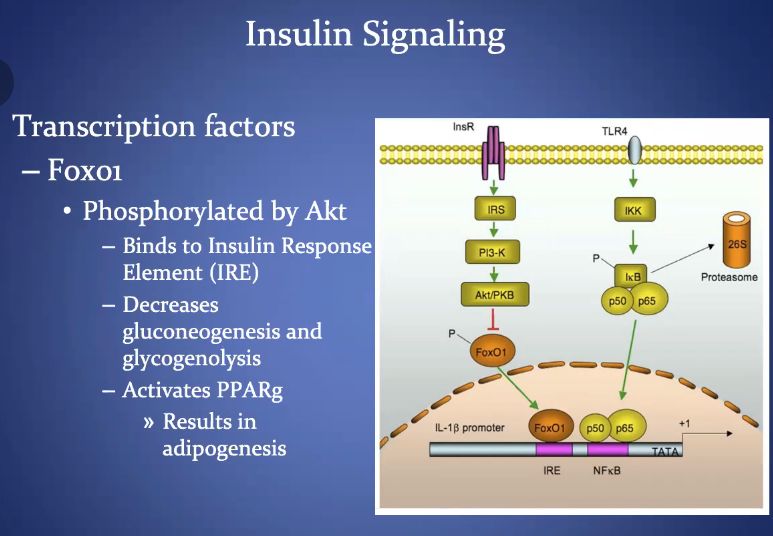 Insulin Signaling
Transcription factors
– Foxo1
• Phosphorylated by Akt
– Binds to Insulin Response
Element (IRE)
– Decreases
gluconeogenesis and
glycogenolysis
– Activates PPARg
» Results in
adipogenesis
InsR
TLR4
IRS
IKK
PI3-K
P
IκB
26S
Proteasome
Akt/PKB
p50 p65
P
FoxO1
IL-1β promoter
FoxO1
p50 p65
+1
TATA
IRE
NFκB